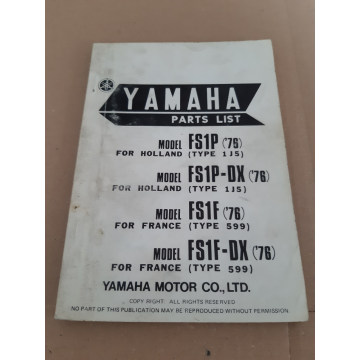 YAMAHA
PARTS LIST
MODEL FS1P ('76)
FOR HOLLAND (TYPE 1J5)
MODEL FS1P-DX ('76)
FOR HOLLAND (TYPE 1J5)
MODEL FS1F ('76)
FOR FRANCE (TYPE 599)
MODEL FS1F-DX ('76)
FOR FRANCE (TYPE 599)
YAMAHA MOTOR CO., LTD.
COPY RIGHT: ALL RIGHTS RESERVED
NO PART OF THIS PUBLICATION MAY BE REPRODUCED WITHOUT PERMISSION